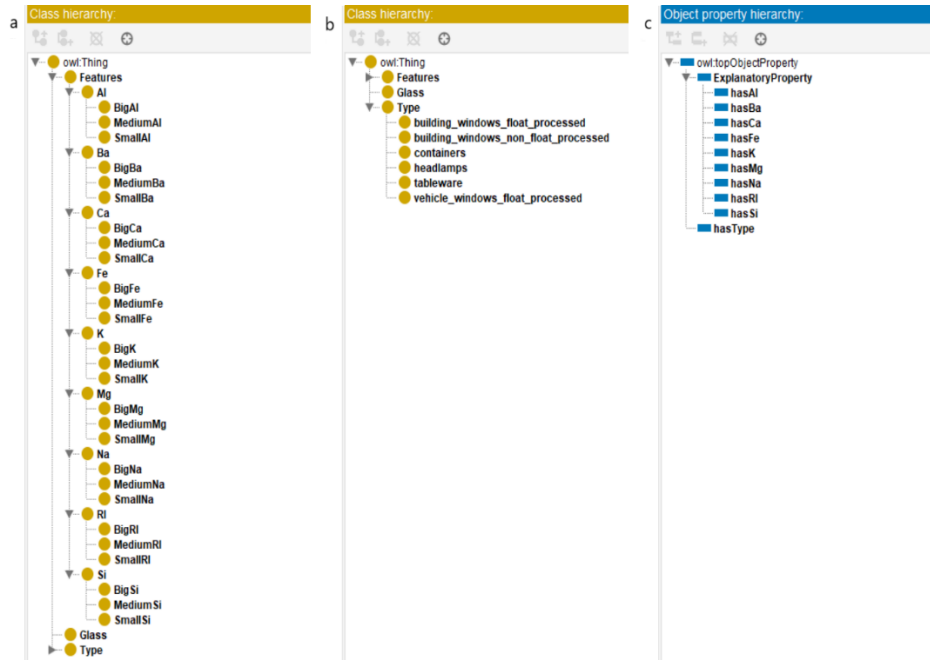 a
Class hierarchy:
owl:Thing
Features
Al
BigAl
MediumAl
SmallAl
Ba
BigBa
MediumBa
SmallBa
Ca
BigCa
MediumCa
SmallCa
Fe
BigFe
MediumFe
SmallFe
K
BigK
MediumK
SmallK
Mg
BigMg
MediumMg
SmallMg
Na
BigNa
MediumNa
SmallNa
RI
BigRI
MediumRI
SmallRI
Si
BigSi
MediumSi
SmallSi
Glass
Type
b
Class hierarchy:
owl:Thing
Features
Glass
Type
building_windows_float_processed
building_windows_non_float_processed
containers
headlamps
tableware
vehicle_windows_float_processed
c
Object property hierarchy:
owl:topObjectProperty
ExplanatoryProperty
hasAl
hasBa
hasCa
hasFe
hasK
hasMg
hasNa
hasRI
hasSi
hasType